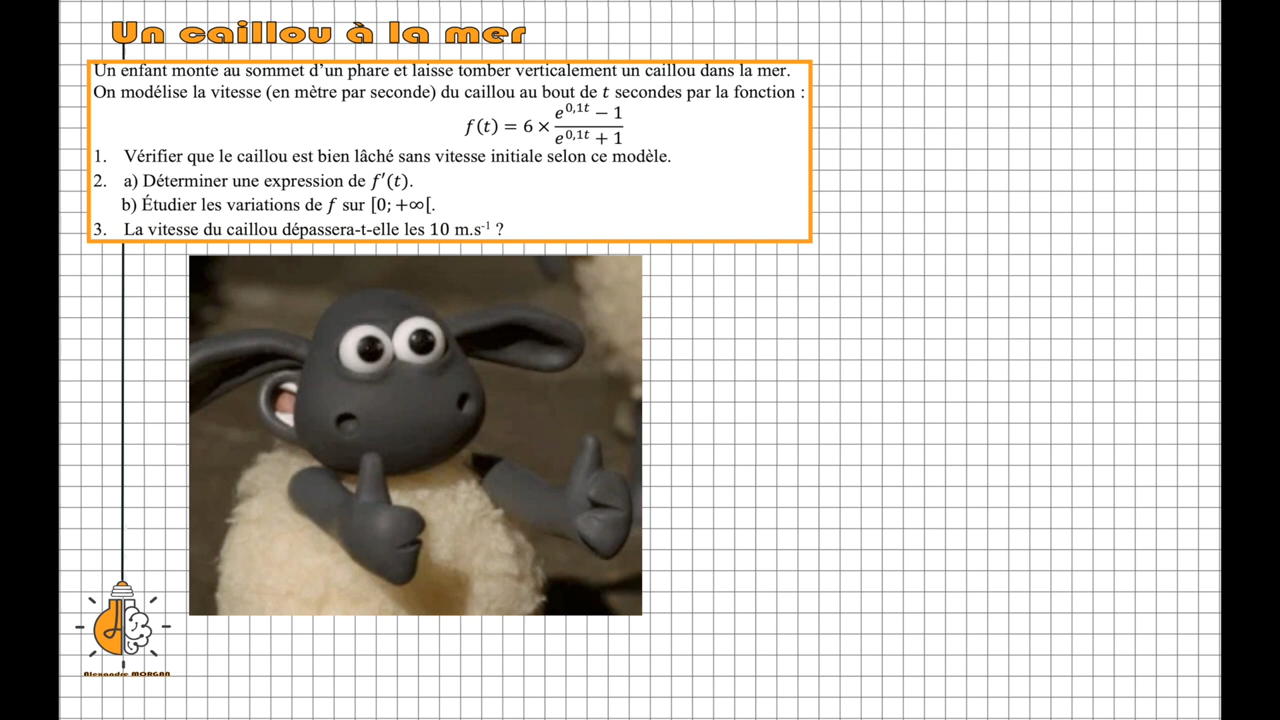 Un caillou à la mer
Un enfant monte au sommet d'un phare et laisse tomber verticalement un caillou dans la mer.
On modélise la vitesse (en mètre par seconde) du caillou au bout de t secondes par la fonction :
f(t) = 6 × (e^{0,1t} − 1)/(e^{0,1t} + 1)
1. Vérifier que le caillou est bien lâché sans vitesse initiale selon ce modèle.
2. a) Déterminer une expression de f′(t).
b) Étudier les variations de f sur [0; +∞[.
3. La vitesse du caillou dépassera-t-elle les 10 m.s⁻¹ ?
Alexandre MORGAN